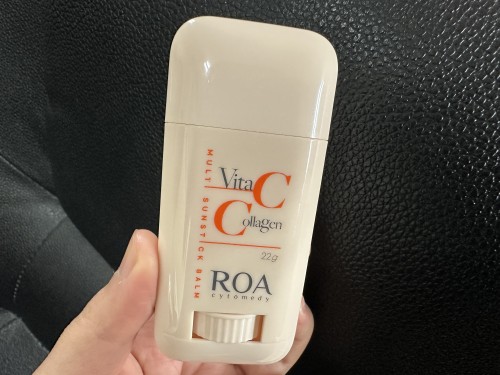 MULTI SUNSTICK BALM
Vita C
Collagen
22g
ROA
cytomedy